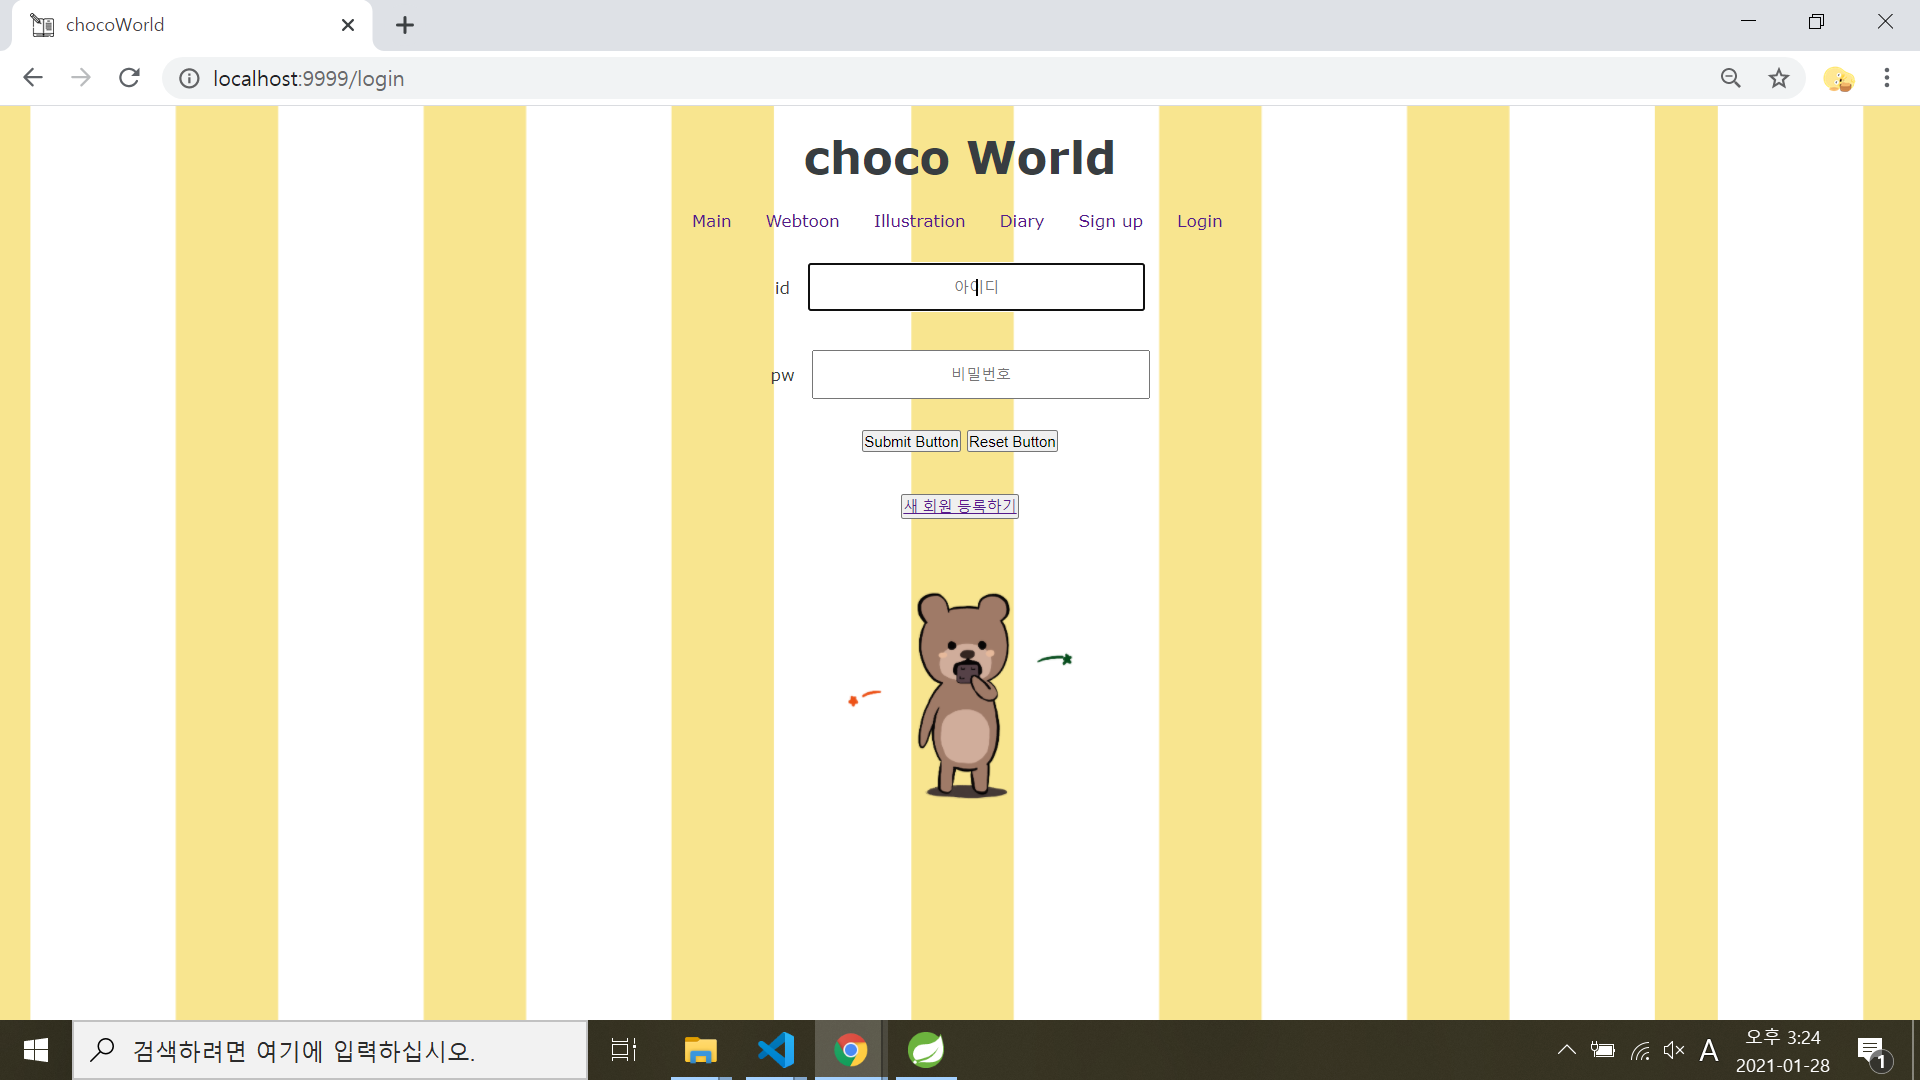 chocoWorld
localhost:9999/login
choco World
Main Webtoon Illustration Diary Sign up Login
id 아이디
pw 비밀번호
Submit Button Reset Button
새 회원 등록하기
검색하려면 여기에 입력하십시오.
A
오후 3:24
2021-01-28
1